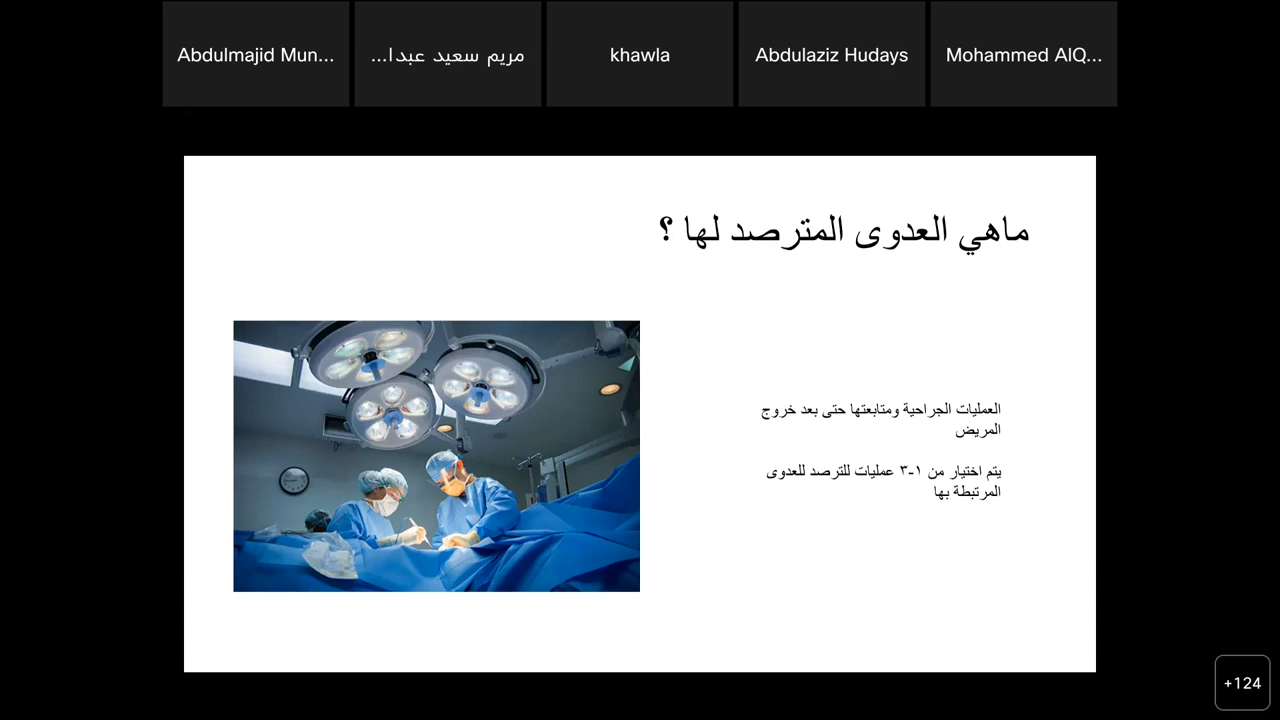 Abdulmajid Mun...
مريم سعيد عبدا...
khawla
Abdulaziz Hudays
Mohammed AlQ...
ماهي العدوى المترصد لها ؟
العمليات الجراحية ومتابعتها حتى بعد خروج
المريض
يتم اختيار من ١-٣ عمليات للترصد للعدوى
المرتبطة بها
+124